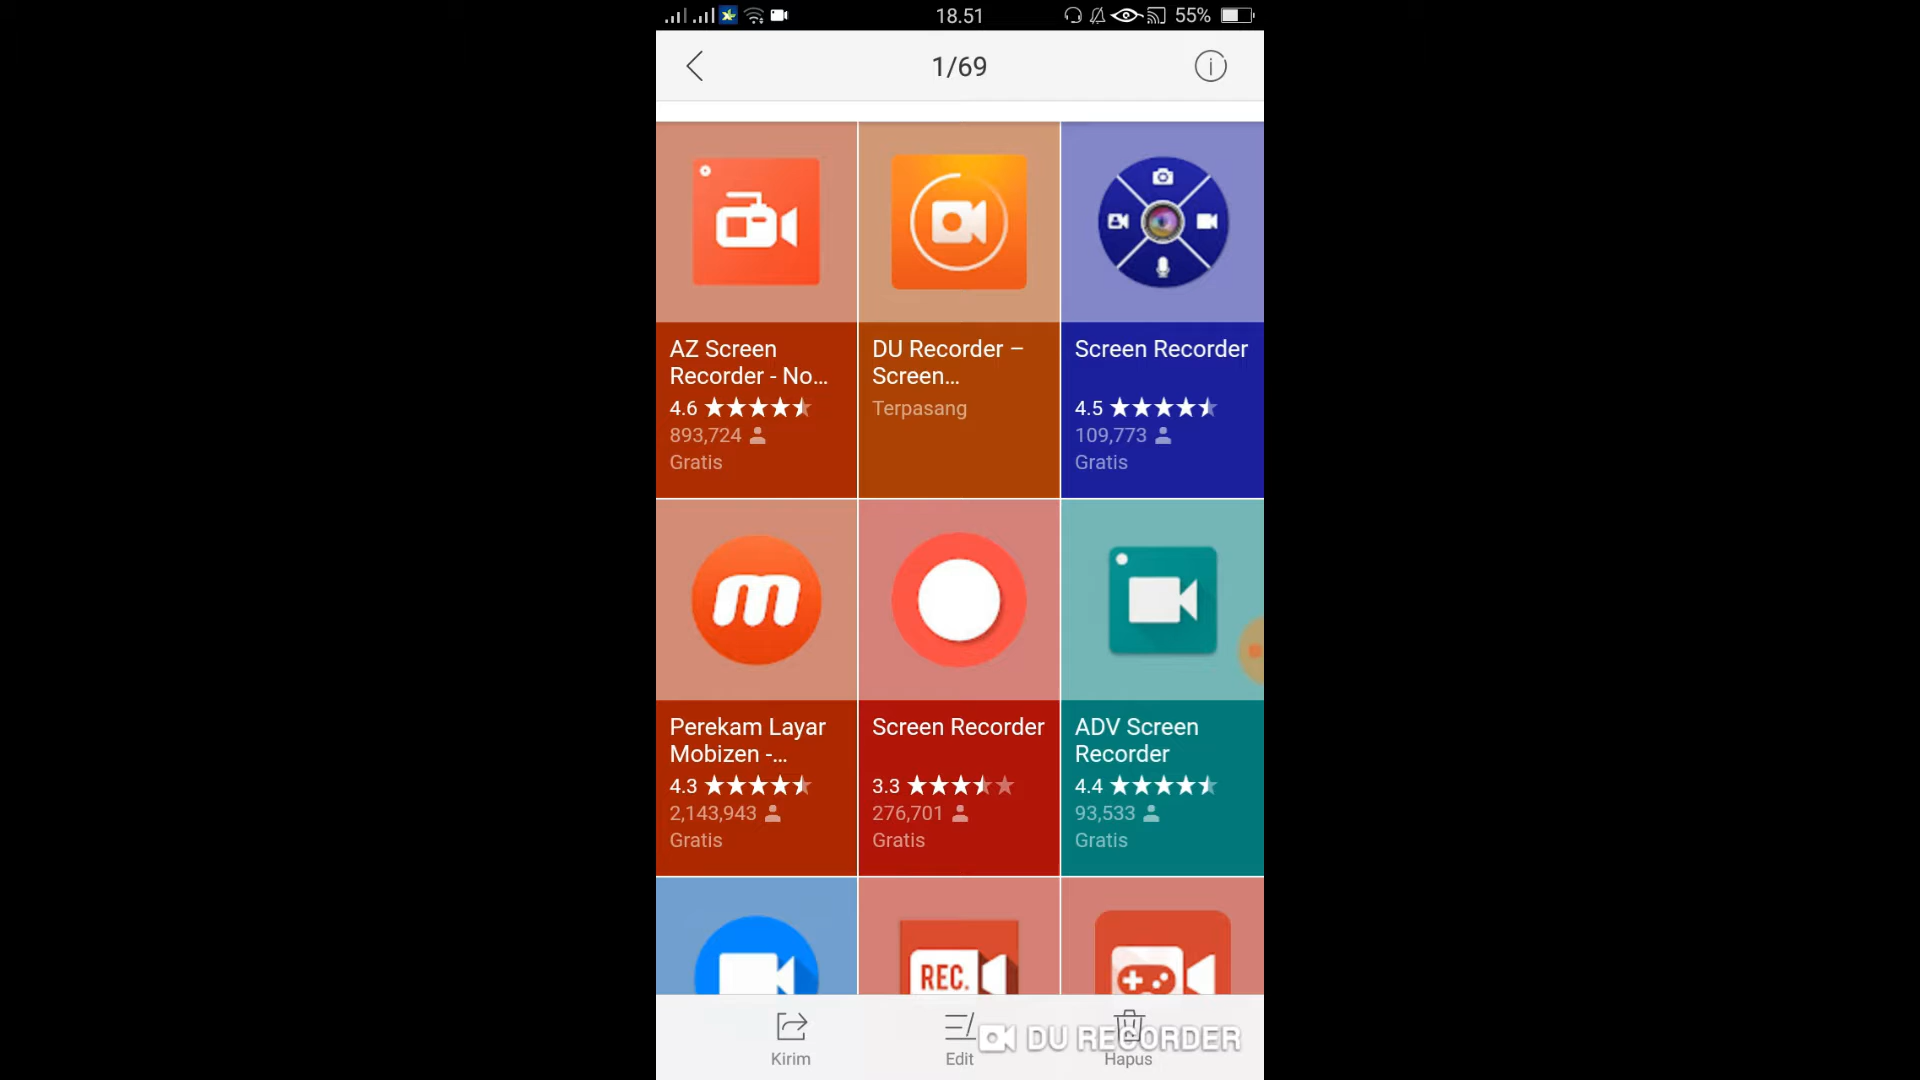 18.51
55%
1/69
AZ Screen
Recorder - No...
4.6
893,724
Gratis
DU Recorder –
Screen...
Terpasang
Screen Recorder
4.5
109,773
Gratis
m
Perekam Layar
Mobizen -...
4.3
2,143,943
Gratis
Screen Recorder
3.3
276,701
Gratis
ADV Screen
Recorder
4.4
93,533
Gratis
REC.
Kirim
Edit
Hapus
DU RECORDER